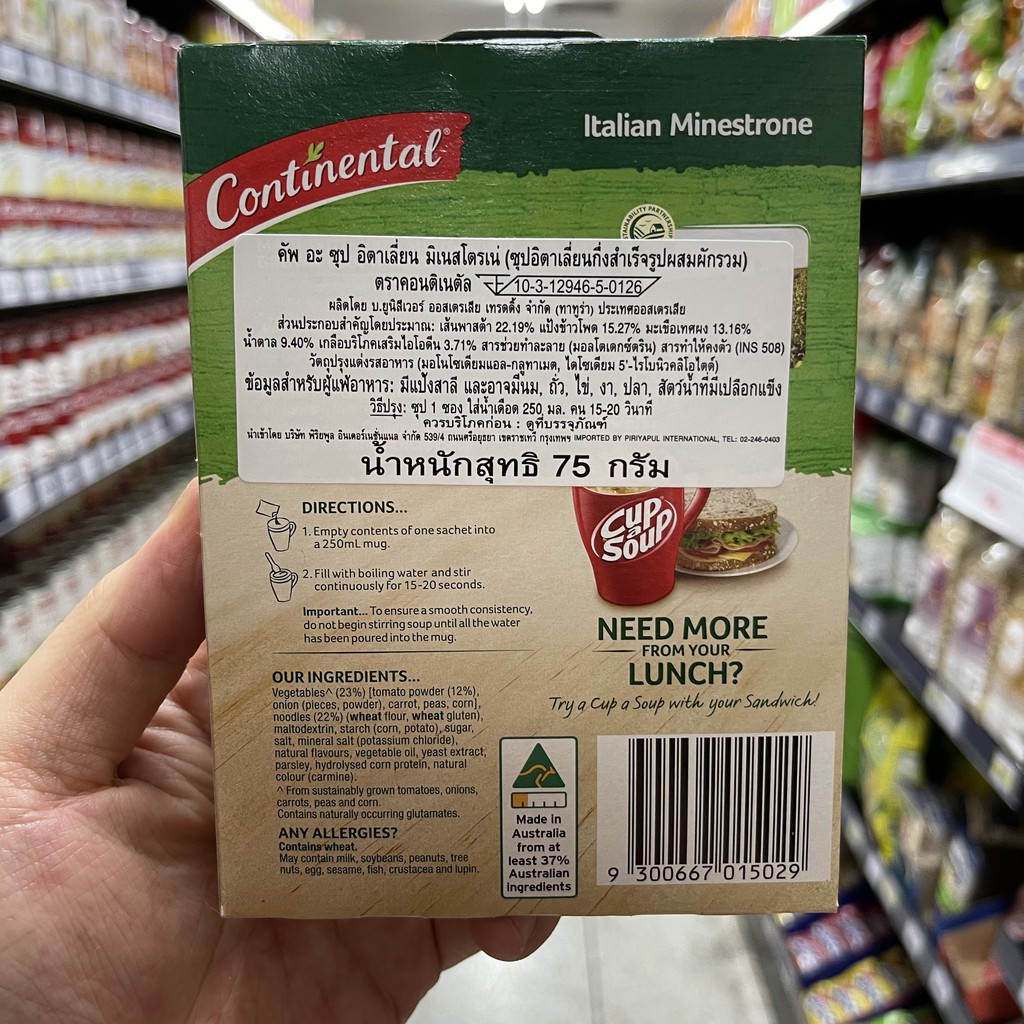 Continental®
Italian Minestrone
SUSTAINABILITY PARTNERSHIP
คัพ อะ ซุป อิตาเลี่ยน มิเนสโตรเน่ (ซุปอิตาเลี่ยนกึ่งสำเร็จรูปผสมผักรวม)
ตราคอนติเนตัล 10-3-12946-5-0126
ผลิตโดย บ.ยูนิลีเวอร์ ออสเตรเลีย เทรดดิ้ง จำกัด (ทาทูร่า) ประเทศออสเตรเลีย
ส่วนประกอบสำคัญโดยประมาณ: เส้นพาสต้า 22.19% แป้งข้าวโพด 15.27% มะเขือเทศผง 13.16%
น้ำตาล 9.40% เกลือบริโภคเสริมไอโอดีน 3.71% สารช่วยทำละลาย (มอลโตเดกซ์ตริน) สารทำให้คงตัว (INS 508)
วัตถุปรุงแต่งรสอาหาร (มอโนโซเดียมแอล-กลูทาเมต, ไดโซเดียม 5'-ไรโบนิวคลีโอไตด์)
ข้อมูลสำหรับผู้แพ้อาหาร: มีแป้งสาลี และอาจมีนม, ถั่ว, ไข่, งา, ปลา, สัตว์น้ำที่มีเปลือกแข็ง
วิธีปรุง: ซุป 1 ซอง ใส่น้ำเดือด 250 มล. คน 15-20 วินาที
ควรบริโภคก่อน : ดูที่บรรจุภัณฑ์
นำเข้าโดย บริษัท พิริยพูล อินเตอร์เนชั่นแนล จำกัด 539/4 ถนนศรีอยุธยา เขตราชเทวี กรุงเทพฯ IMPORTED BY PIRIYAPUL INTERNATIONAL, TEL: 02-246-0403
น้ำหนักสุทธิ 75 กรัม
DIRECTIONS...
1. Empty contents of one sachet into
a 250mL mug.
2. Fill with boiling water and stir
continuously for 15-20 seconds.
Important... To ensure a smooth consistency,
do not begin stirring soup until all the water
has been poured into the mug.
CUP a SOUP
NEED MORE
FROM YOUR
LUNCH?
Try a Cup a Soup with your Sandwich!
OUR INGREDIENTS...
Vegetables^ (23%) [tomato powder (12%),
onion (pieces, powder), carrot, peas, corn],
noodles (22%) (wheat flour, wheat gluten),
maltodextrin, starch (corn, potato), sugar,
salt, mineral salt (potassium chloride),
natural flavours, vegetable oil, yeast extract,
parsley, hydrolysed corn protein, natural
colour (carmine).
^ From sustainably grown tomatoes, onions,
carrots, peas and corn.
Contains naturally occurring glutamates.
ANY ALLERGIES?
Contains wheat.
May contain milk, soybeans, peanuts, tree
nuts, egg, sesame, fish, crustacea and lupin.
Made in
Australia
from at
least 37%
Australian
ingredients
9 300667 015029